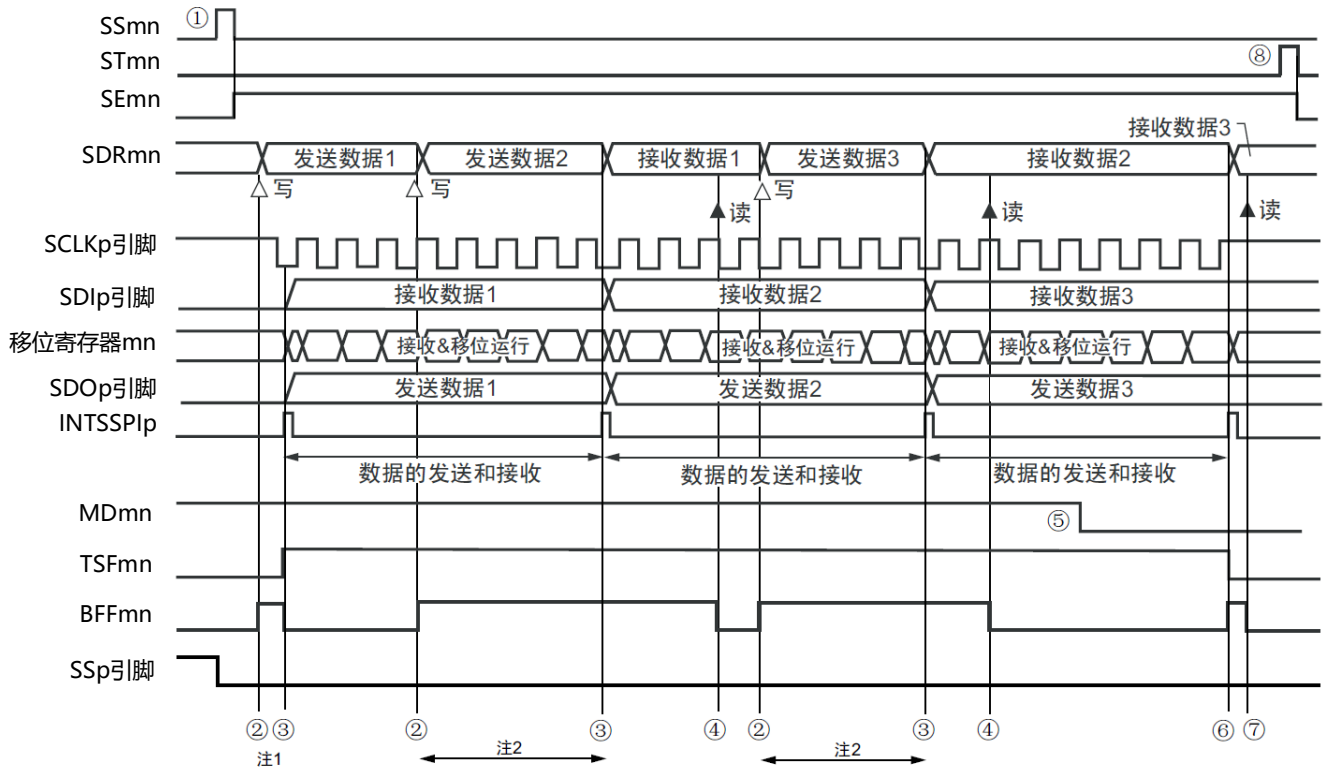 SSmn ①
STmn ⑧
SEmn
接收数据3
SDRmn 发送数据1 发送数据2 接收数据1 发送数据3 接收数据2
△写 △写 △写
▲读 ▲读 ▲读
SCLKp引脚
SDIp引脚 接收数据1 接收数据2 接收数据3
移位寄存器mn 接收&移位运行 接收&移位运行 接收&移位运行
SDOp引脚 发送数据1 发送数据2 发送数据3
INTSSPIp
数据的发送和接收 数据的发送和接收 数据的发送和接收
MDmn ⑤
TSFmn
BFFmn
SSp引脚
②③ ② ③ ④ ② ③ ④ ⑥ ⑦
注1 注2 注2